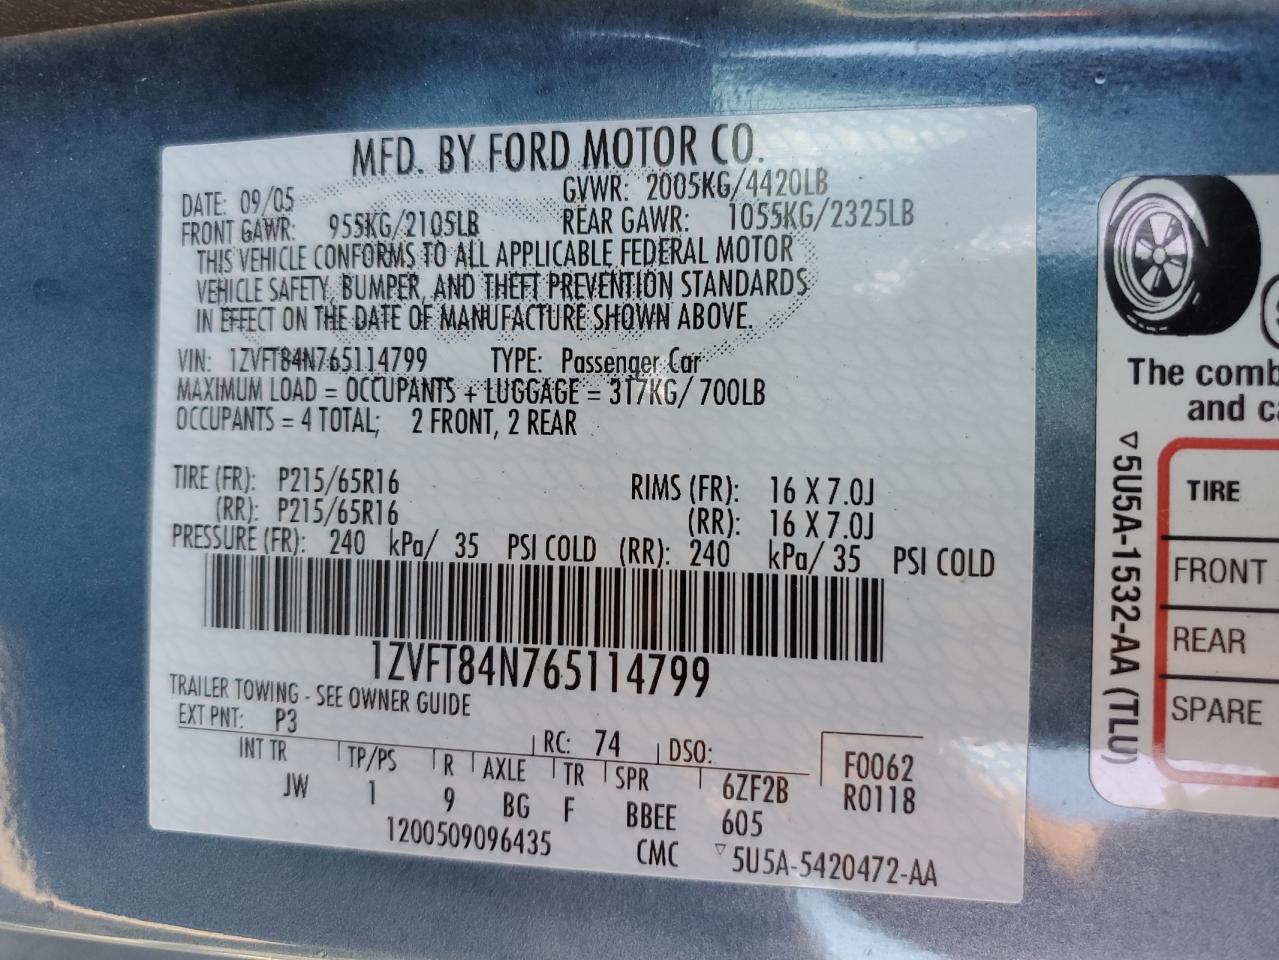 MFD. BY FORD MOTOR CO.
DATE: 09/05 GVWR: 2005KG/4420LB
FRONT GAWR: 955KG/2105LB REAR GAWR: 1055KG/2325LB
THIS VEHICLE CONFORMS TO ALL APPLICABLE FEDERAL MOTOR
VEHICLE SAFETY, BUMPER, AND THEFT PREVENTION STANDARDS
IN EFFECT ON THE DATE OF MANUFACTURE SHOWN ABOVE.
VIN: 1ZVFT84N765114799 TYPE: Passenger Car
MAXIMUM LOAD = OCCUPANTS + LUGGAGE = 317KG/ 700LB
OCCUPANTS = 4 TOTAL; 2 FRONT, 2 REAR
TIRE (FR): P215/65R16 RIMS (FR): 16 X 7.0J
(RR): P215/65R16 (RR): 16 X 7.0J
PRESSURE (FR): 240 kPa/ 35 PSI COLD (RR): 240 kPa/ 35 PSI COLD
1ZVFT84N765114799
TRAILER TOWING - SEE OWNER GUIDE
EXT PNT: P3 RC: 74 DSO:
INT TR TP/PS R AXLE TR SPR 6ZF2B F0062
JW 1 9 BG F BBEE 605 R0118
1200509096435 CMC ▽5U5A-5420472-AA
The comb
and ca
▽5U5A-1532-AA (TLU)
TIRE
FRONT
REAR
SPARE